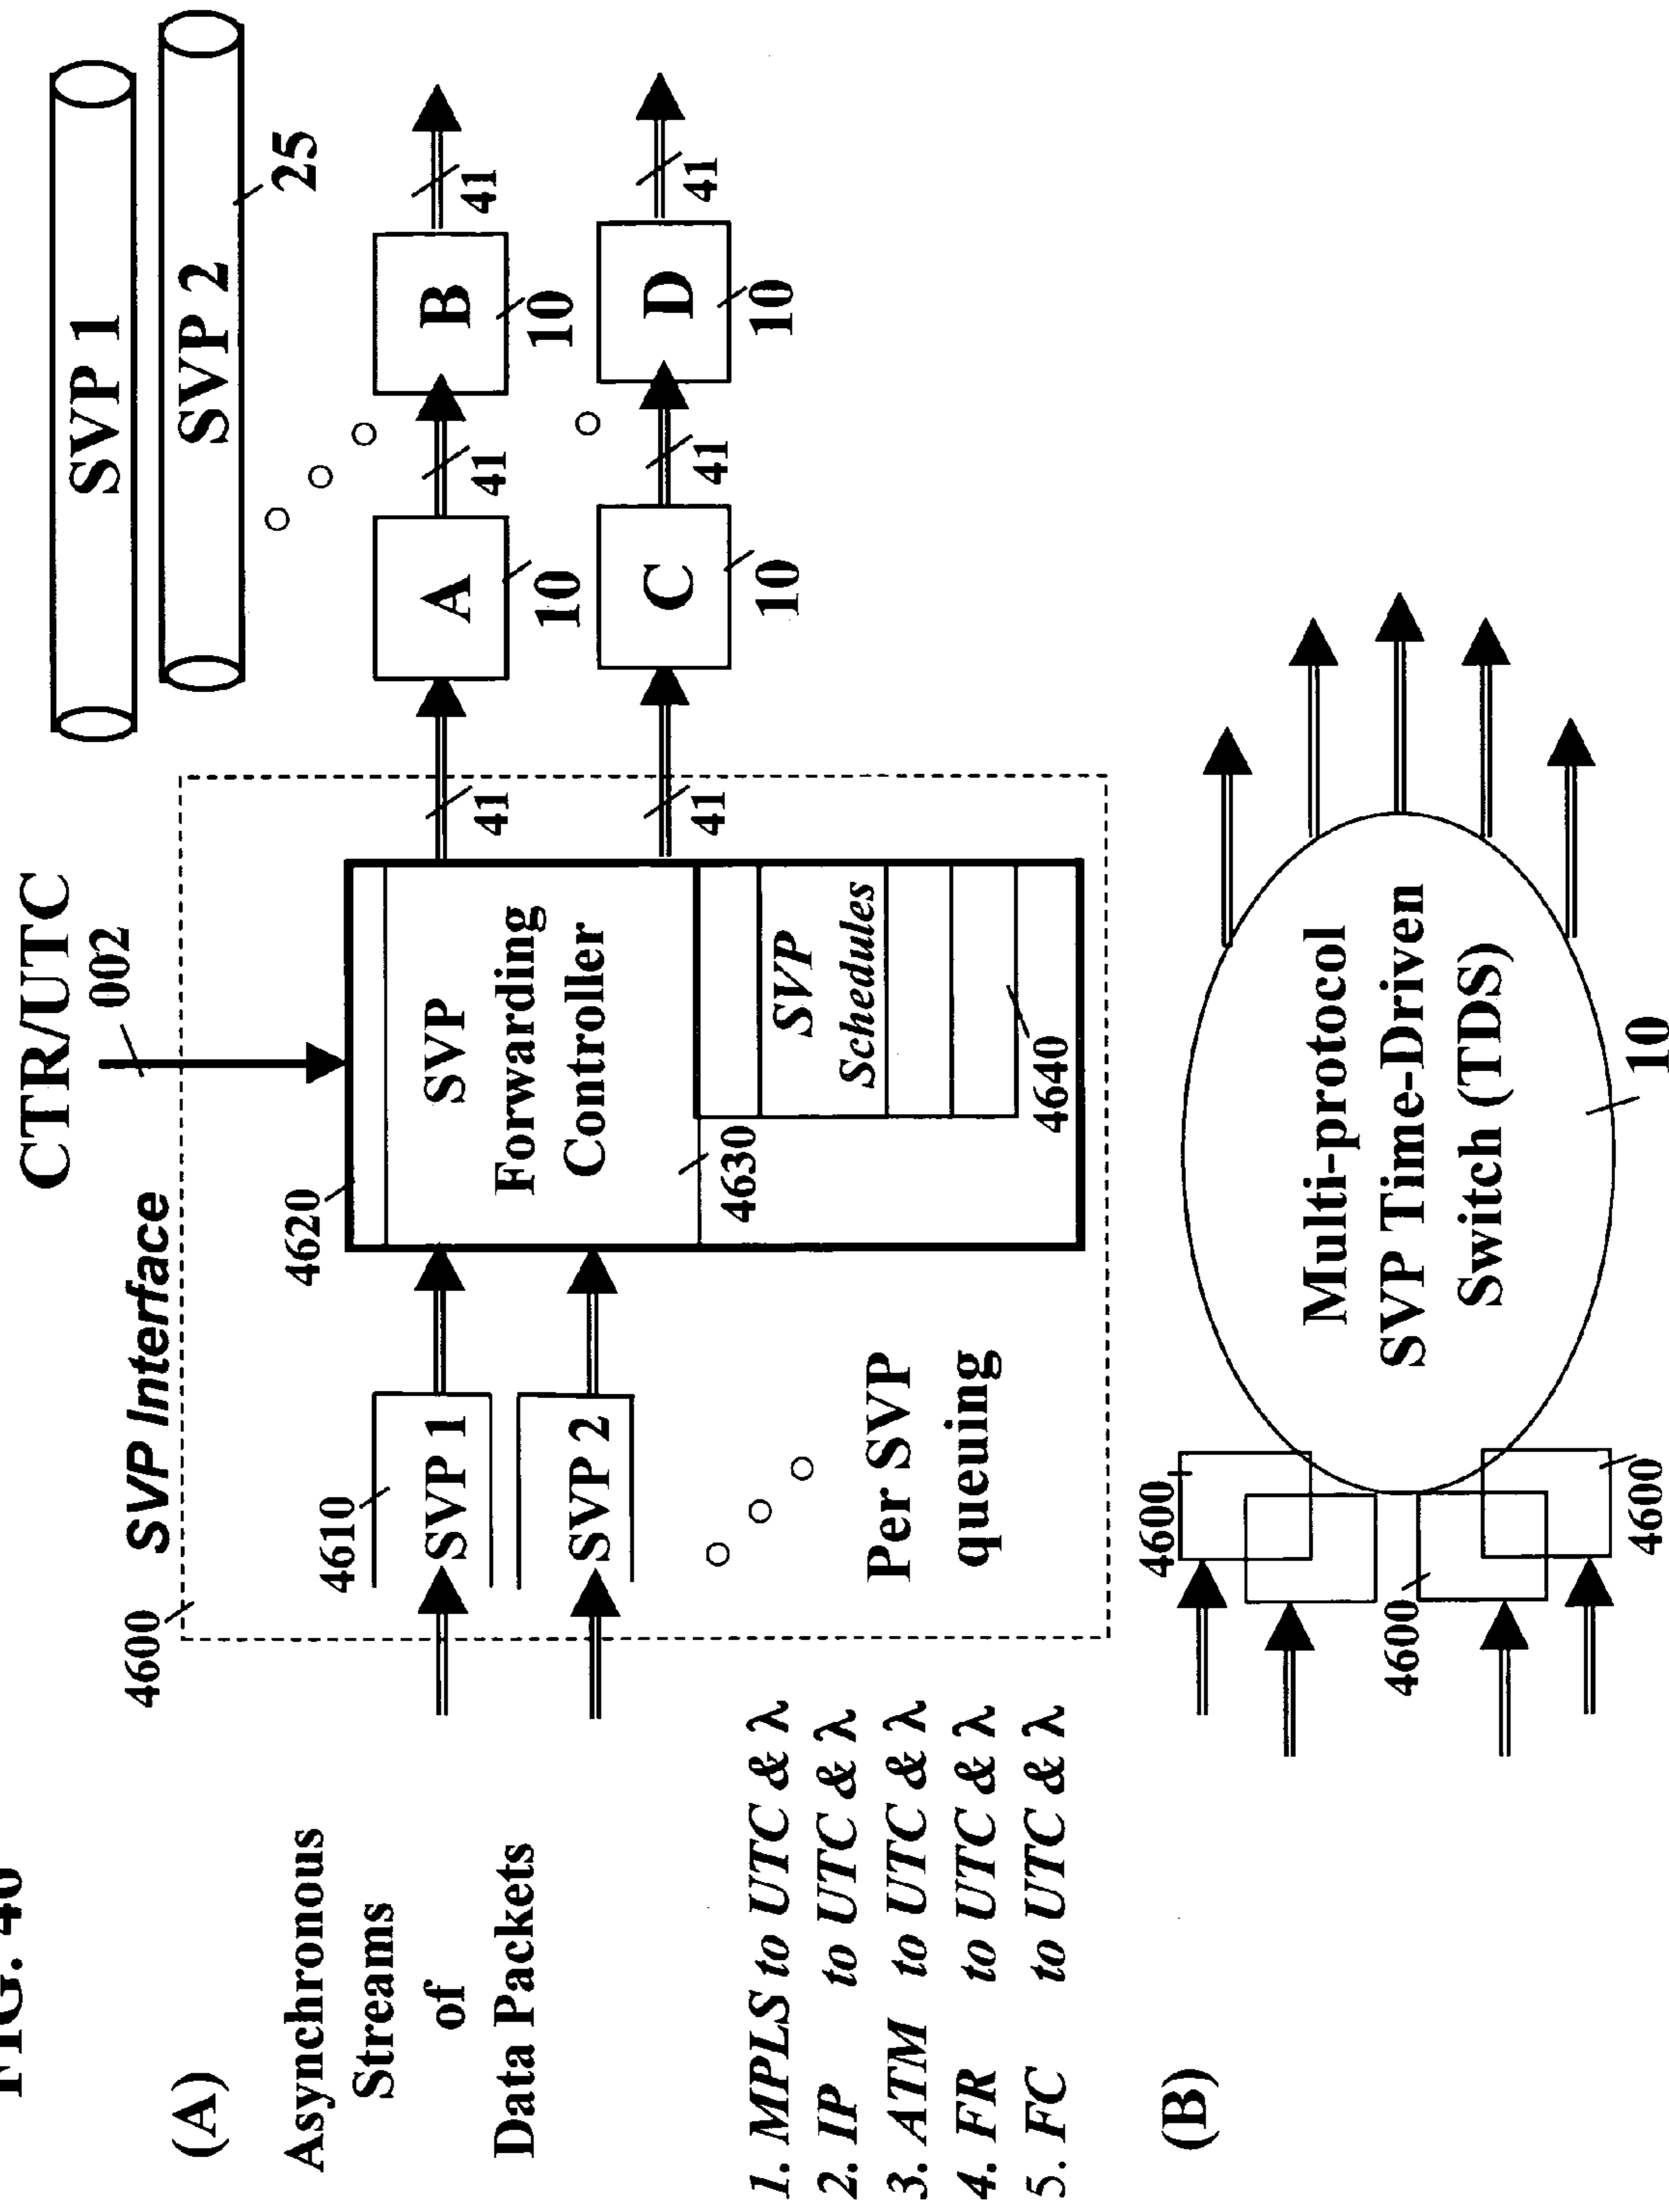 FIG. 46
(A)
CTR/UTC
002
SVP 1
SVP 2
25
4600
SVP Interface
Asynchronous
Streams
of
Data Packets
4610
SVP 1
SVP 2
Per SVP
queuing
4620
SVP
Forwarding
Controller
4630
SVP
Schedules
4640
41
41
A
10
41
B
10
41
C
10
41
D
10
41
1. MPLS to UTC & λ
2. IP to UTC & λ
3. ATM to UTC & λ
4. FR to UTC & λ
5. FC to UTC & λ
(B)
4600
4600
4600
Multi-protocol
SVP Time-Driven
Switch (TDS)
10